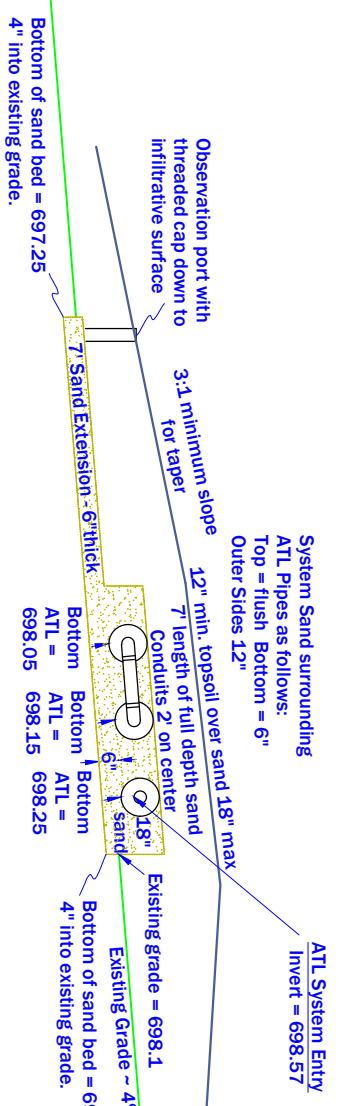 System Sand surrounding
ATL Pipes as follows:
Top = flush Bottom = 6"
Outer Sides 12"
ATL System Entry
Invert = 698.57
Observation port with
threaded cap down to
infiltrative surface
3:1 minimum slope
for taper
12" min. topsoil over sand 18" max
7' length of full depth sand
Conduits 2' on center
7' Sand Extension - 6" thick
18"
sand
6"
Existing grade = 698.1
Existing Grade ~ 4
Bottom of sand bed = 697.25
4" into existing grade.
Bottom
ATL =
698.05
Bottom
ATL =
698.15
Bottom
ATL =
698.25
Bottom of sand bed = 6
4" into existing grade.